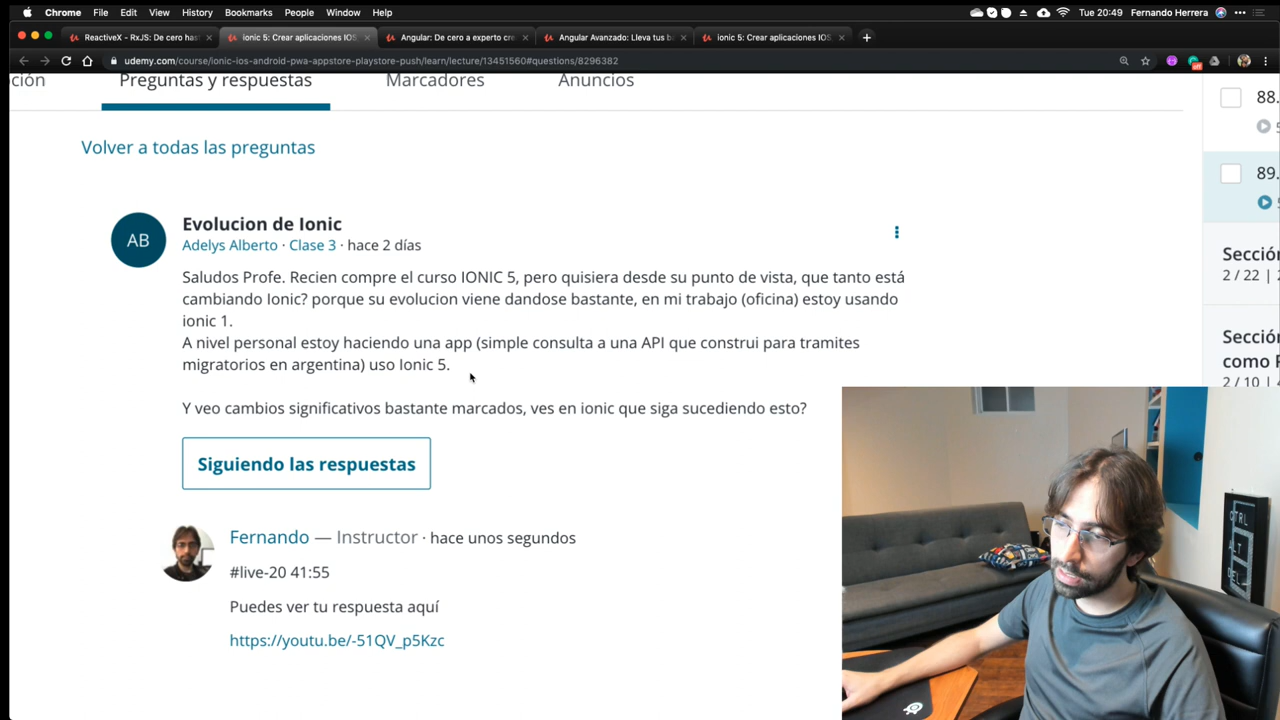 Chrome File Edit View History Bookmarks People Window Help Tue 20:49 Fernando Herrera
ReactiveX - RxJS: De cero has ionic 5: Crear aplicaciones IOS Angular: De cero a experto cre Angular Avanzado: Lleva tus b ionic 5: Crear aplicaciones IOS
udemy.com/course/ionic-ios-android-pwa-appstore-playstore-push/learn/lecture/13451560#questions/8296382
ción Preguntas y respuestas Marcadores Anuncios
88.
Volver a todas las preguntas
89.
Evolucion de Ionic
AB
Adelys Alberto · Clase 3 · hace 2 días
Saludos Profe. Recien compre el curso IONIC 5, pero quisiera desde su punto de vista, que tanto está
cambiando Ionic? porque su evolucion viene dandose bastante, en mi trabajo (oficina) estoy usando
ionic 1.
A nivel personal estoy haciendo una app (simple consulta a una API que construi para tramites
migratorios en argentina) uso Ionic 5.
Y veo cambios significativos bastante marcados, ves en ionic que siga sucediendo esto?
Sección
2 / 22 |
Sección
como P
2 / 10 |
Siguiendo las respuestas
Fernando — Instructor · hace unos segundos
#live-20 41:55
Puedes ver tu respuesta aquí
https://youtu.be/-51QV_p5Kzc
CTRL
ALT
DEL